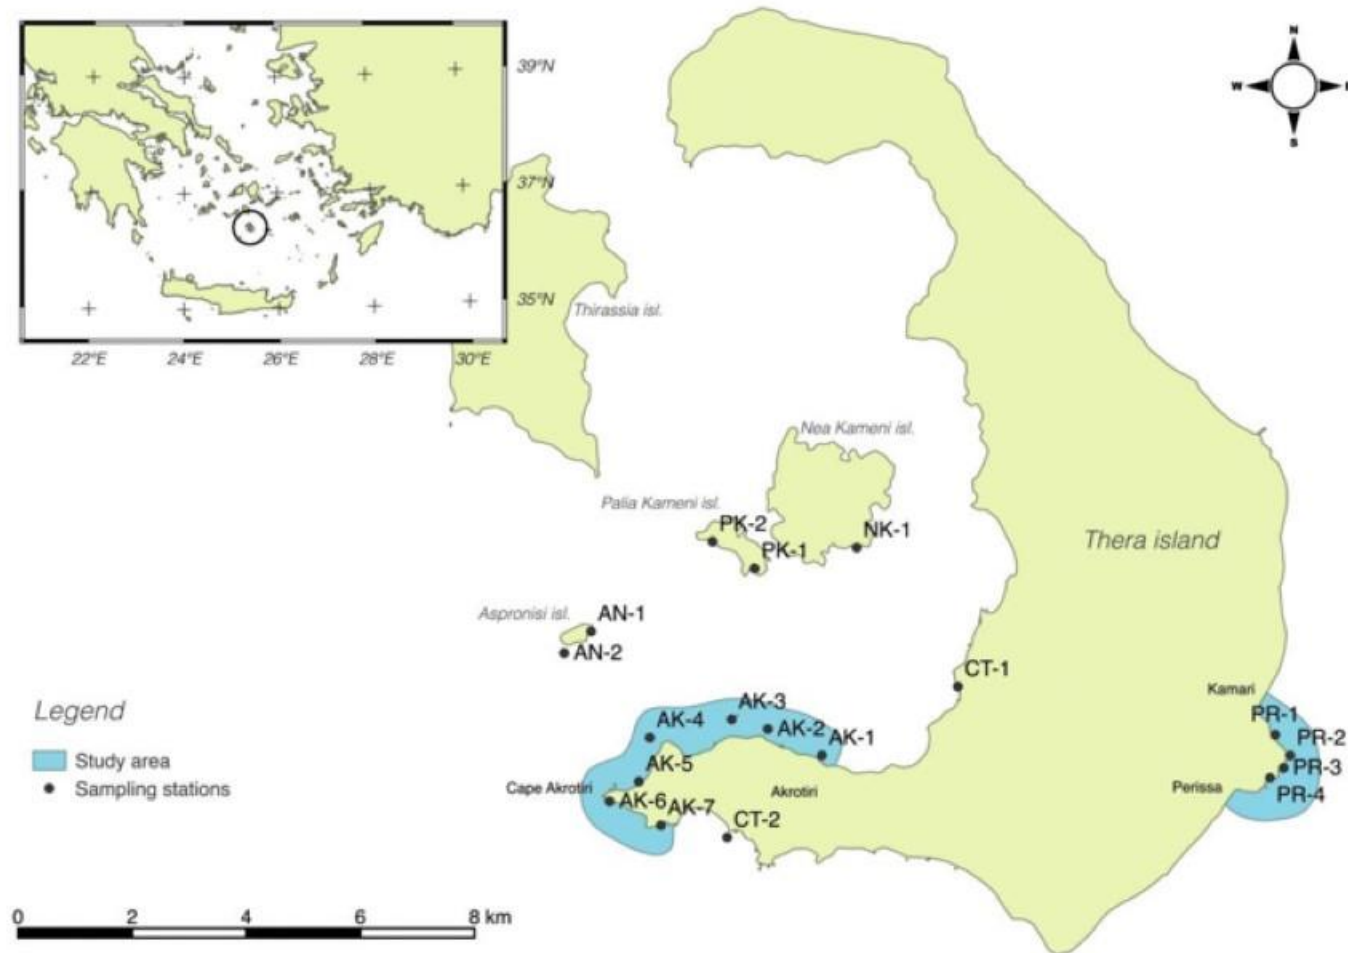 39°N
37°N
35°N
22°E
24°E
26°E
28°E
30°E
N
W
E
S
Thirassia isl.
Nea Kameni isl.
Palia Kameni isl.
PK-2
NK-1
PK-1
Thera island
Aspronisi isl.
AN-1
AN-2
CT-1
Kamari
Legend
AK-3
AK-4
AK-2
PR-1
AK-1
PR-2
Study area
AK-5
PR-3
Sampling stations
Cape Akrotiri
Akrotiri
Perissa
PR-4
AK-6
AK-7
CT-2
0
2
4
6
8 km